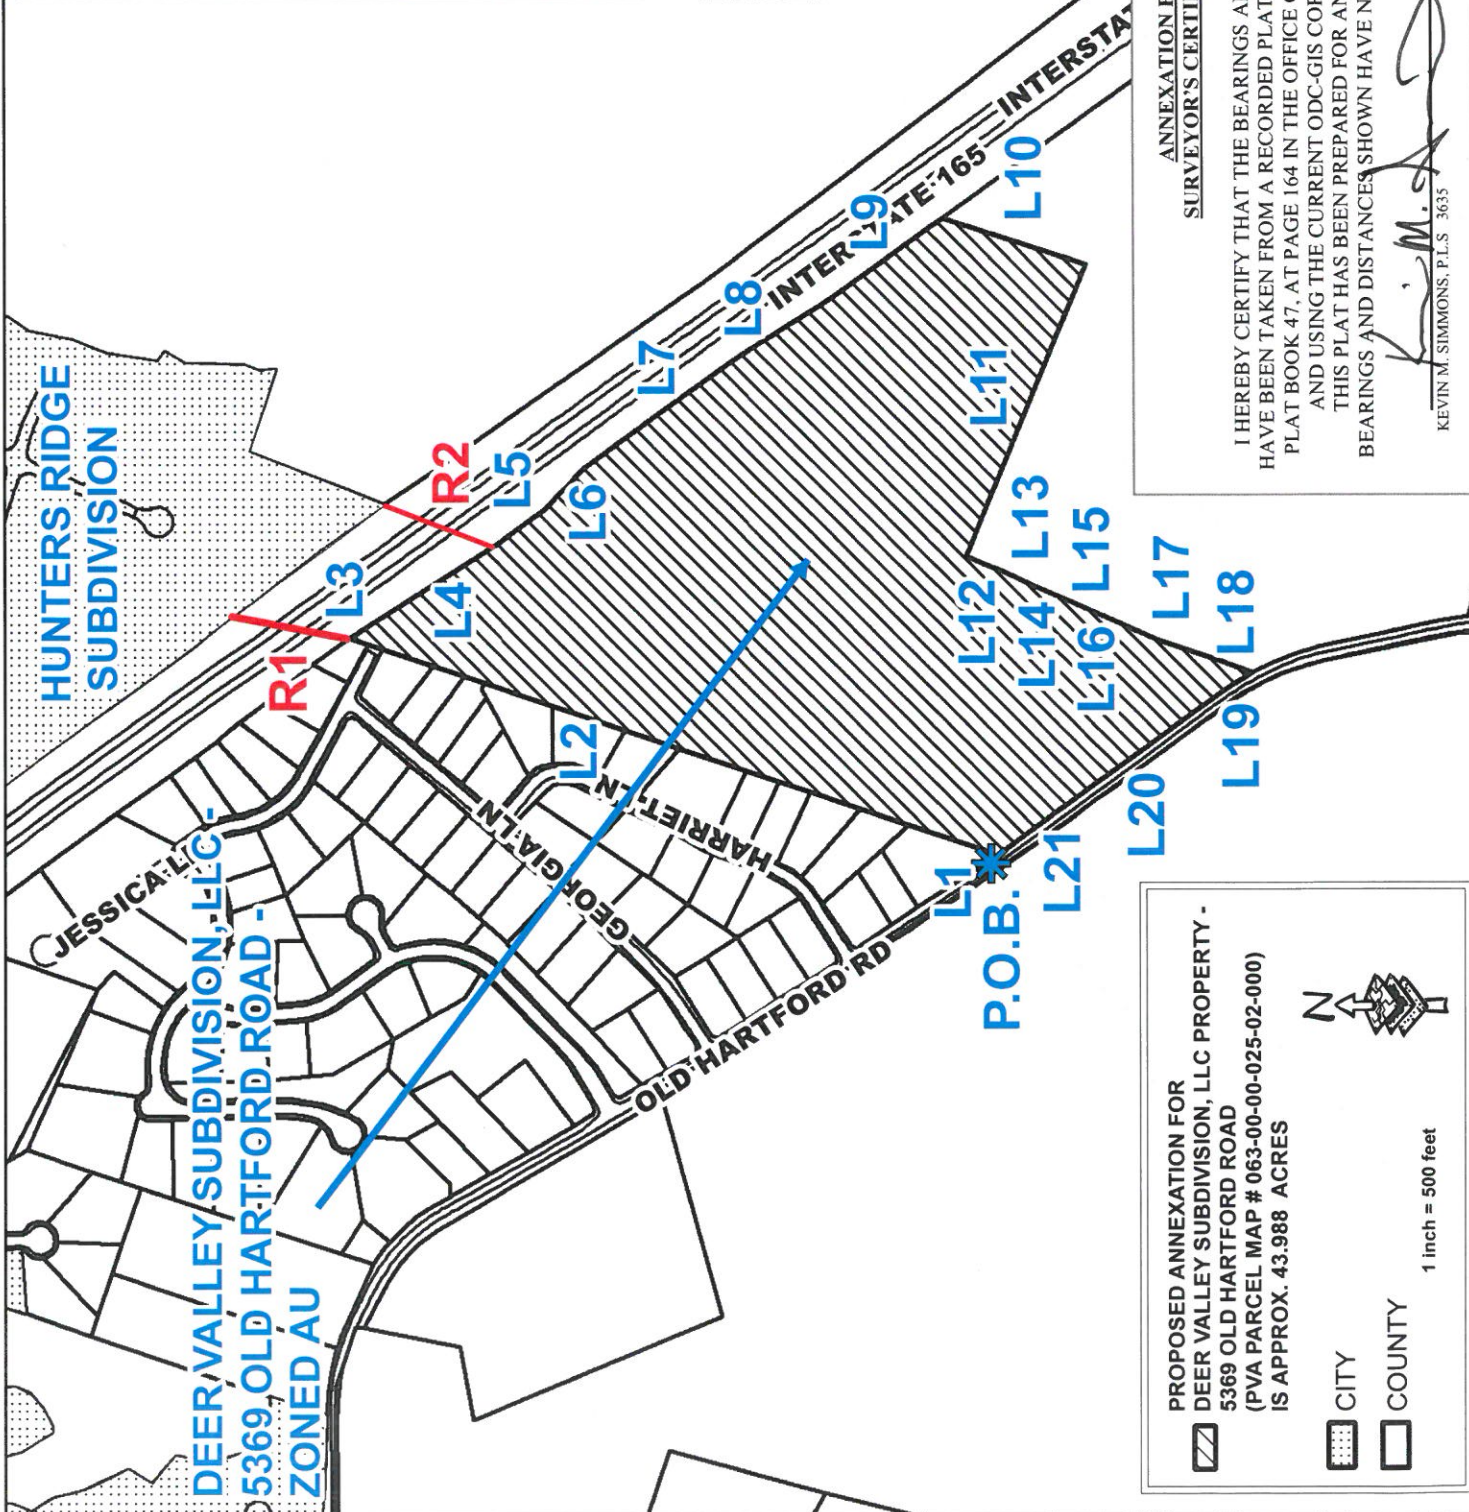 HUNTERS RIDGE
SUBDIVISION
DEER VALLEY SUBDIVISION, LLC -
5369 OLD HARTFORD ROAD -
ZONED AU
JESSICA L
GEORGIA LN
HARRIET LN
OLD HARTFORD RD
INTERSTATE 165
INTERSTA
R1
R2
L1
P.O.B.
L2
L3
L4
L5
L6
L7
L8
L9
L10
L11
L12
L13
L14
L15
L16
L17
L18
L19
L20
L21
PROPOSED ANNEXATION FOR
DEER VALLEY SUBDIVISION, LLC PROPERTY -
5369 OLD HARTFORD ROAD
(PVA PARCEL MAP # 063-00-00-025-02-000)
IS APPROX. 43.988 ACRES
CITY
COUNTY
1 inch = 500 feet
N
ANNEXATION
SURVEYOR'S CERTI
I HEREBY CERTIFY THAT THE BEARINGS A
HAVE BEEN TAKEN FROM A RECORDED PLAT
PLAT BOOK 47, AT PAGE 164 IN THE OFFICE
AND USING THE CURRENT ODC-GIS COR
THIS PLAT HAS BEEN PREPARED FOR AN
BEARINGS AND DISTANCES SHOWN HAVE N
KEVIN M. SIMMONS, P.L.S 3635